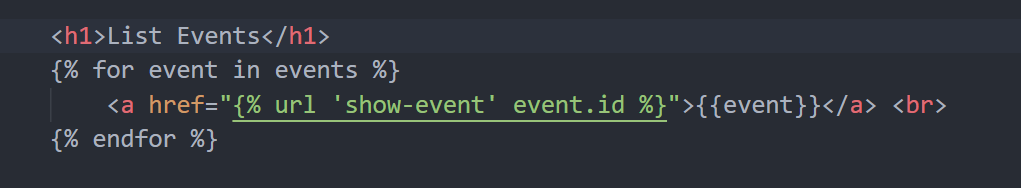 <h1>List Events</h1>
{% for event in events %}
<a href="{% url 'show-event' event.id %}">{{event}}</a> <br>
{% endfor %}